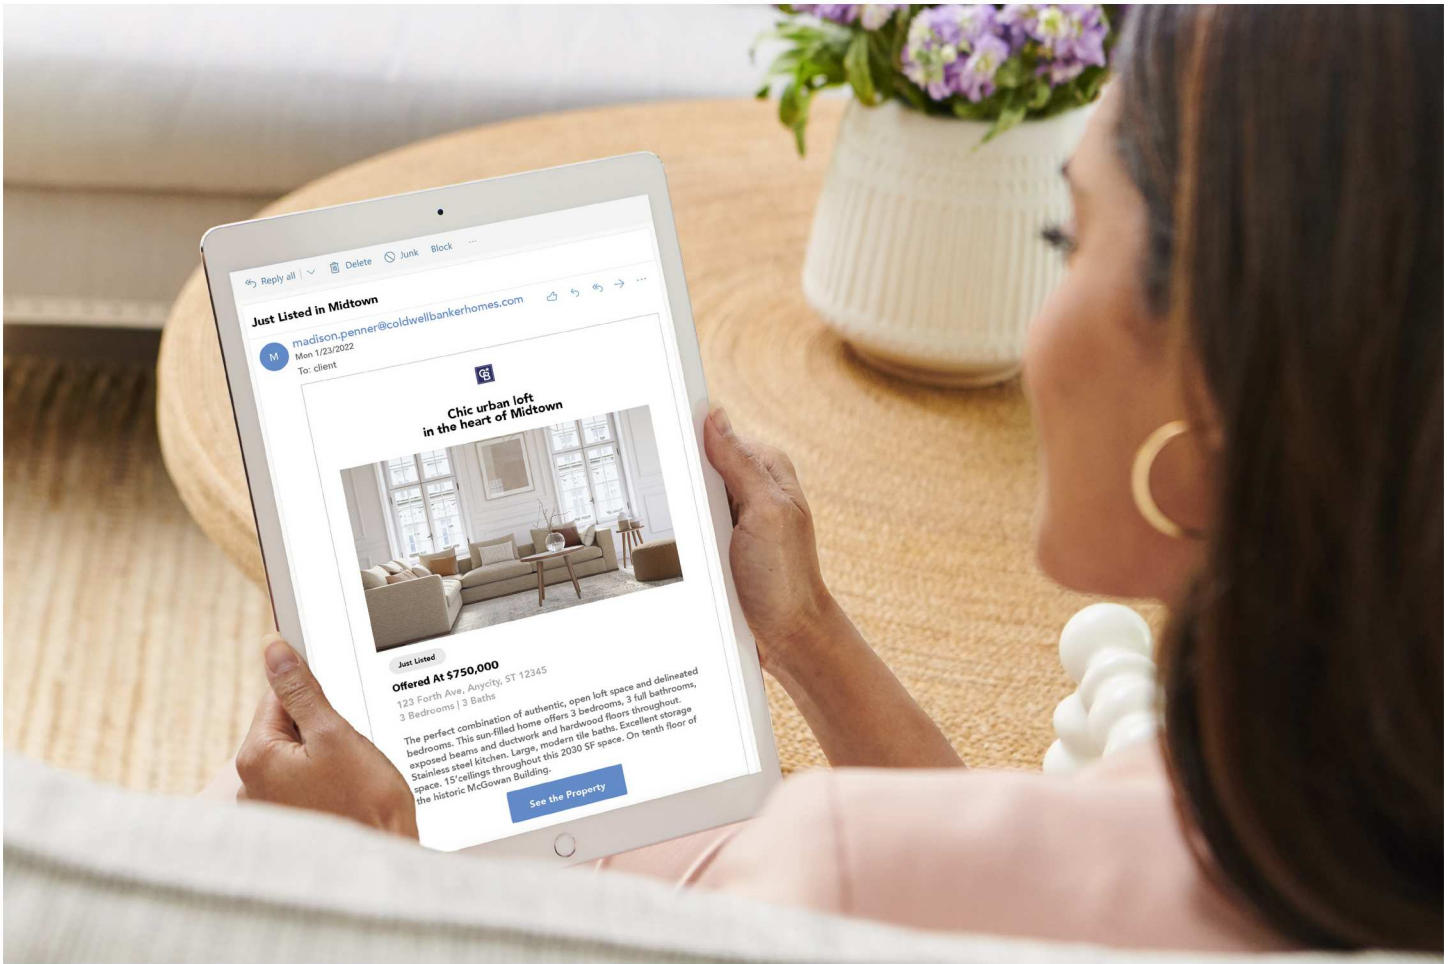 Reply all Delete Junk Block ...
Just Listed in Midtown
M
madison.penner@coldwellbankerhomes.com
Mon 1/23/2022
To: client
CB
Chic urban loft
in the heart of Midtown
Just Listed
Offered At $750,000
123 Forth Ave, Anycity, ST 12345
3 Bedrooms | 3 Baths
The perfect combination of authentic, open loft space and delineated
bedrooms. This sun-filled home offers 3 bedrooms, 3 full bathrooms,
exposed beams and ductwork and hardwood floors throughout.
Stainless steel kitchen. Large, modern tile baths. Excellent storage
space. 15'ceilings throughout this 2030 SF space. On tenth floor of
the historic McGowan Building.
See the Property